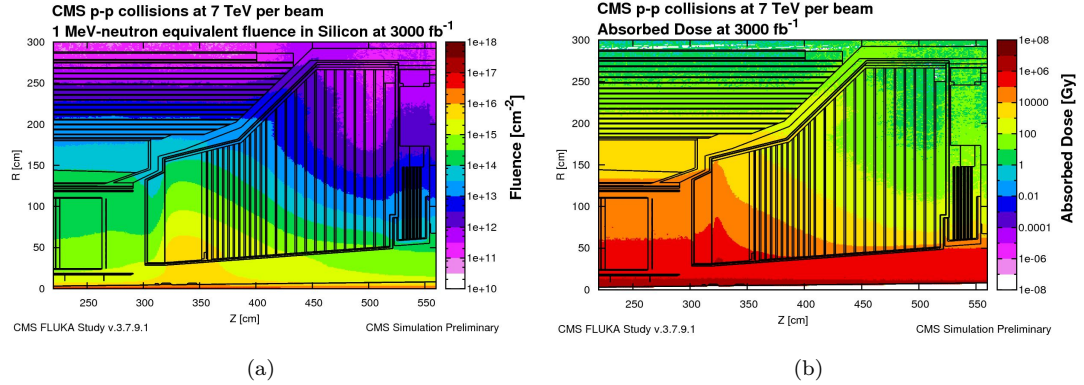 CMS p-p collisions at 7 TeV per beam
1 MeV-neutron equivalent fluence in Silicon at 3000 fb⁻¹
300
250
200
150
100
50
0
R [cm]
250
300
350
400
450
500
550
Z [cm]
1e+18
1e+17
1e+16
1e+15
1e+14
1e+13
1e+12
1e+11
1e+10
Fluence [cm⁻²]
CMS FLUKA Study v.3.7.9.1
CMS Simulation Preliminary
(a)
CMS p-p collisions at 7 TeV per beam
Absorbed Dose at 3000 fb⁻¹
300
250
200
150
100
50
0
R [cm]
250
300
350
400
450
500
550
Z [cm]
1e+08
1e+06
10000
100
1
0.01
0.0001
1e-06
1e-08
Absorbed Dose [Gy]
CMS FLUKA Study v.3.7.9.1
CMS Simulation Preliminary
(b)